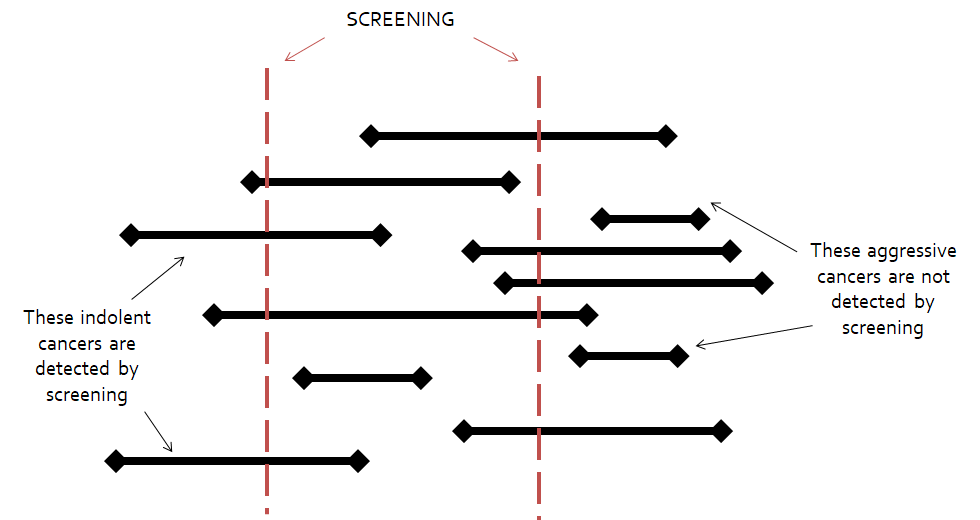 SCREENING
These indolent
cancers are
detected by
screening
These aggressive
cancers are not
detected by
screening